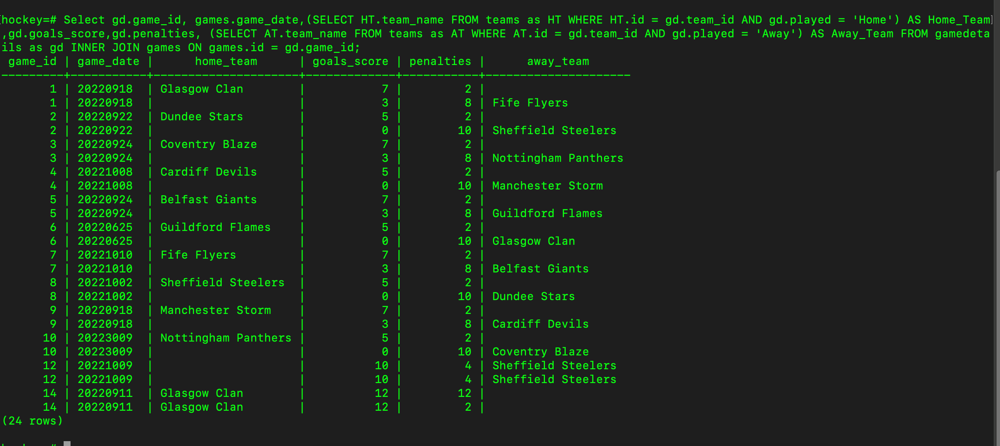 [hockey=# Select gd.game_id, games.game_date,(SELECT HT.team_name FROM teams as HT WHERE HT.id = gd.team_id AND gd.played = 'Home') AS Home_Team]
,gd.goals_score,gd.penalties, (SELECT AT.team_name FROM teams as AT WHERE AT.id = gd.team_id AND gd.played = 'Away') AS Away_Team FROM gamedeta
ils as gd INNER JOIN games ON games.id = gd.game_id;
game_id | game_date | home_team | goals_score | penalties | away_team
---------+-----------+---------------------+-------------+-----------+---------------------
1 | 20220918 | Glasgow Clan | 7 | 2 |
1 | 20220918 | | 3 | 8 | Fife Flyers
2 | 20220922 | Dundee Stars | 5 | 2 |
2 | 20220922 | | 0 | 10 | Sheffield Steelers
3 | 20220924 | Coventry Blaze | 7 | 2 |
3 | 20220924 | | 3 | 8 | Nottingham Panthers
4 | 20221008 | Cardiff Devils | 5 | 2 |
4 | 20221008 | | 0 | 10 | Manchester Storm
5 | 20220924 | Belfast Giants | 7 | 2 |
5 | 20220924 | | 3 | 8 | Guildford Flames
6 | 20220625 | Guildford Flames | 5 | 2 |
6 | 20220625 | | 0 | 10 | Glasgow Clan
7 | 20221010 | Fife Flyers | 7 | 2 |
7 | 20221010 | | 3 | 8 | Belfast Giants
8 | 20221002 | Sheffield Steelers | 5 | 2 |
8 | 20221002 | | 0 | 10 | Dundee Stars
9 | 20220918 | Manchester Storm | 7 | 2 |
9 | 20220918 | | 3 | 8 | Cardiff Devils
10 | 20223009 | Nottingham Panthers | 5 | 2 |
10 | 20223009 | | 0 | 10 | Coventry Blaze
12 | 20221009 | | 10 | 4 | Sheffield Steelers
12 | 20221009 | | 10 | 4 | Sheffield Steelers
14 | 20220911 | Glasgow Clan | 12 | 12 |
14 | 20220911 | Glasgow Clan | 12 | 2 |
(24 rows)